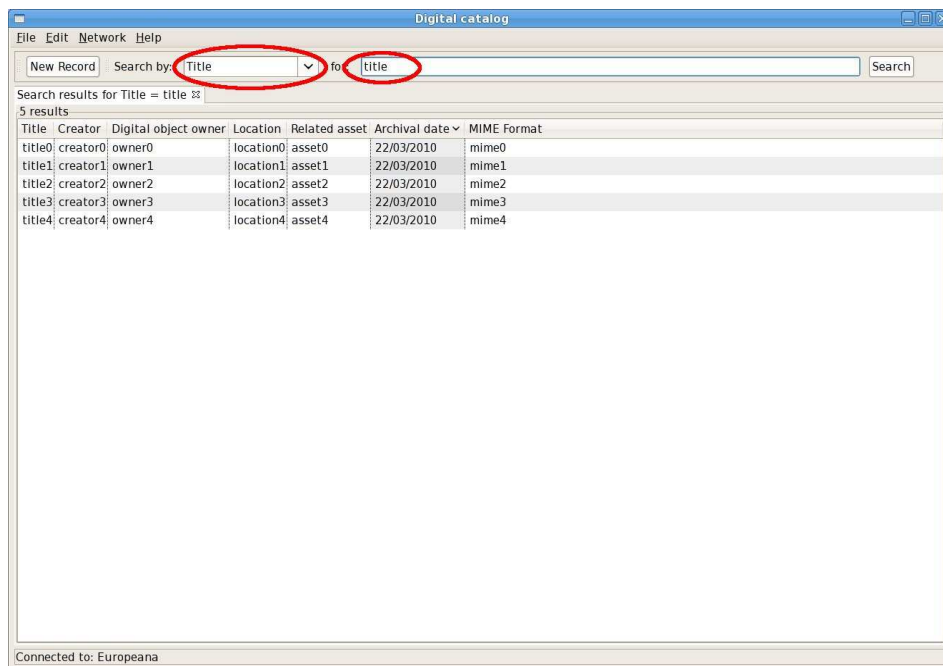 Digital catalog
File Edit Network Help
New Record Search by: Title for title Search
Search results for Title = title
5 results
Title Creator Digital object owner Location Related asset Archival date MIME Format
title0 creator0 owner0 location0 asset0 22/03/2010 mime0
title1 creator1 owner1 location1 asset1 22/03/2010 mime1
title2 creator2 owner2 location2 asset2 22/03/2010 mime2
title3 creator3 owner3 location3 asset3 22/03/2010 mime3
title4 creator4 owner4 location4 asset4 22/03/2010 mime4
Connected to: Europeana